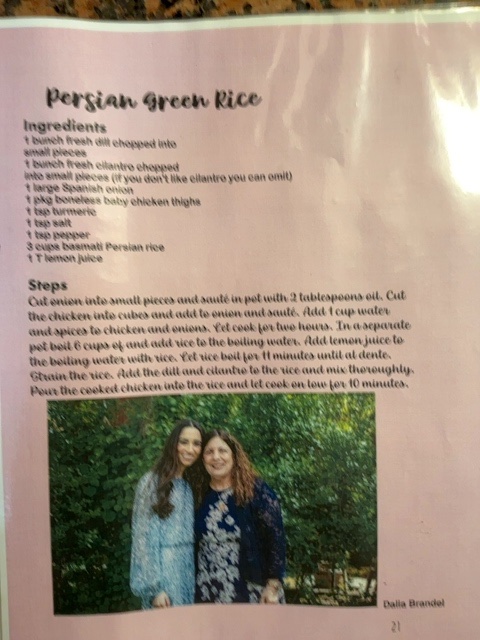 Persian Green Rice
Ingredients
1 bunch fresh dill chopped into
small pieces
1 bunch fresh cilantro chopped
into small pieces (if you don't like cilantro you can omit)
1 large Spanish onion
1 pkg boneless baby chicken thighs
1 tsp turmeric
1 tsp salt
1 tsp pepper
3 cups basmati Persian rice
1 T lemon juice
Steps
Cut onion into small pieces and sauté in pot with 2 tablespoons oil. Cut
the chicken into cubes and add to onion and sauté. Add 1 cup water
and spices to chicken and onions. Let cook for two hours. In a separate
pot boil 6 cups of and add rice to the boiling water. Add lemon juice to
the boiling water with rice. Let rice boil for 11 minutes until al dente.
Strain the rice. Add the dill and cilantro to the rice and mix thoroughly.
Pour the cooked chicken into the rice and let cook on low for 10 minutes.
Dalia Brandel
21